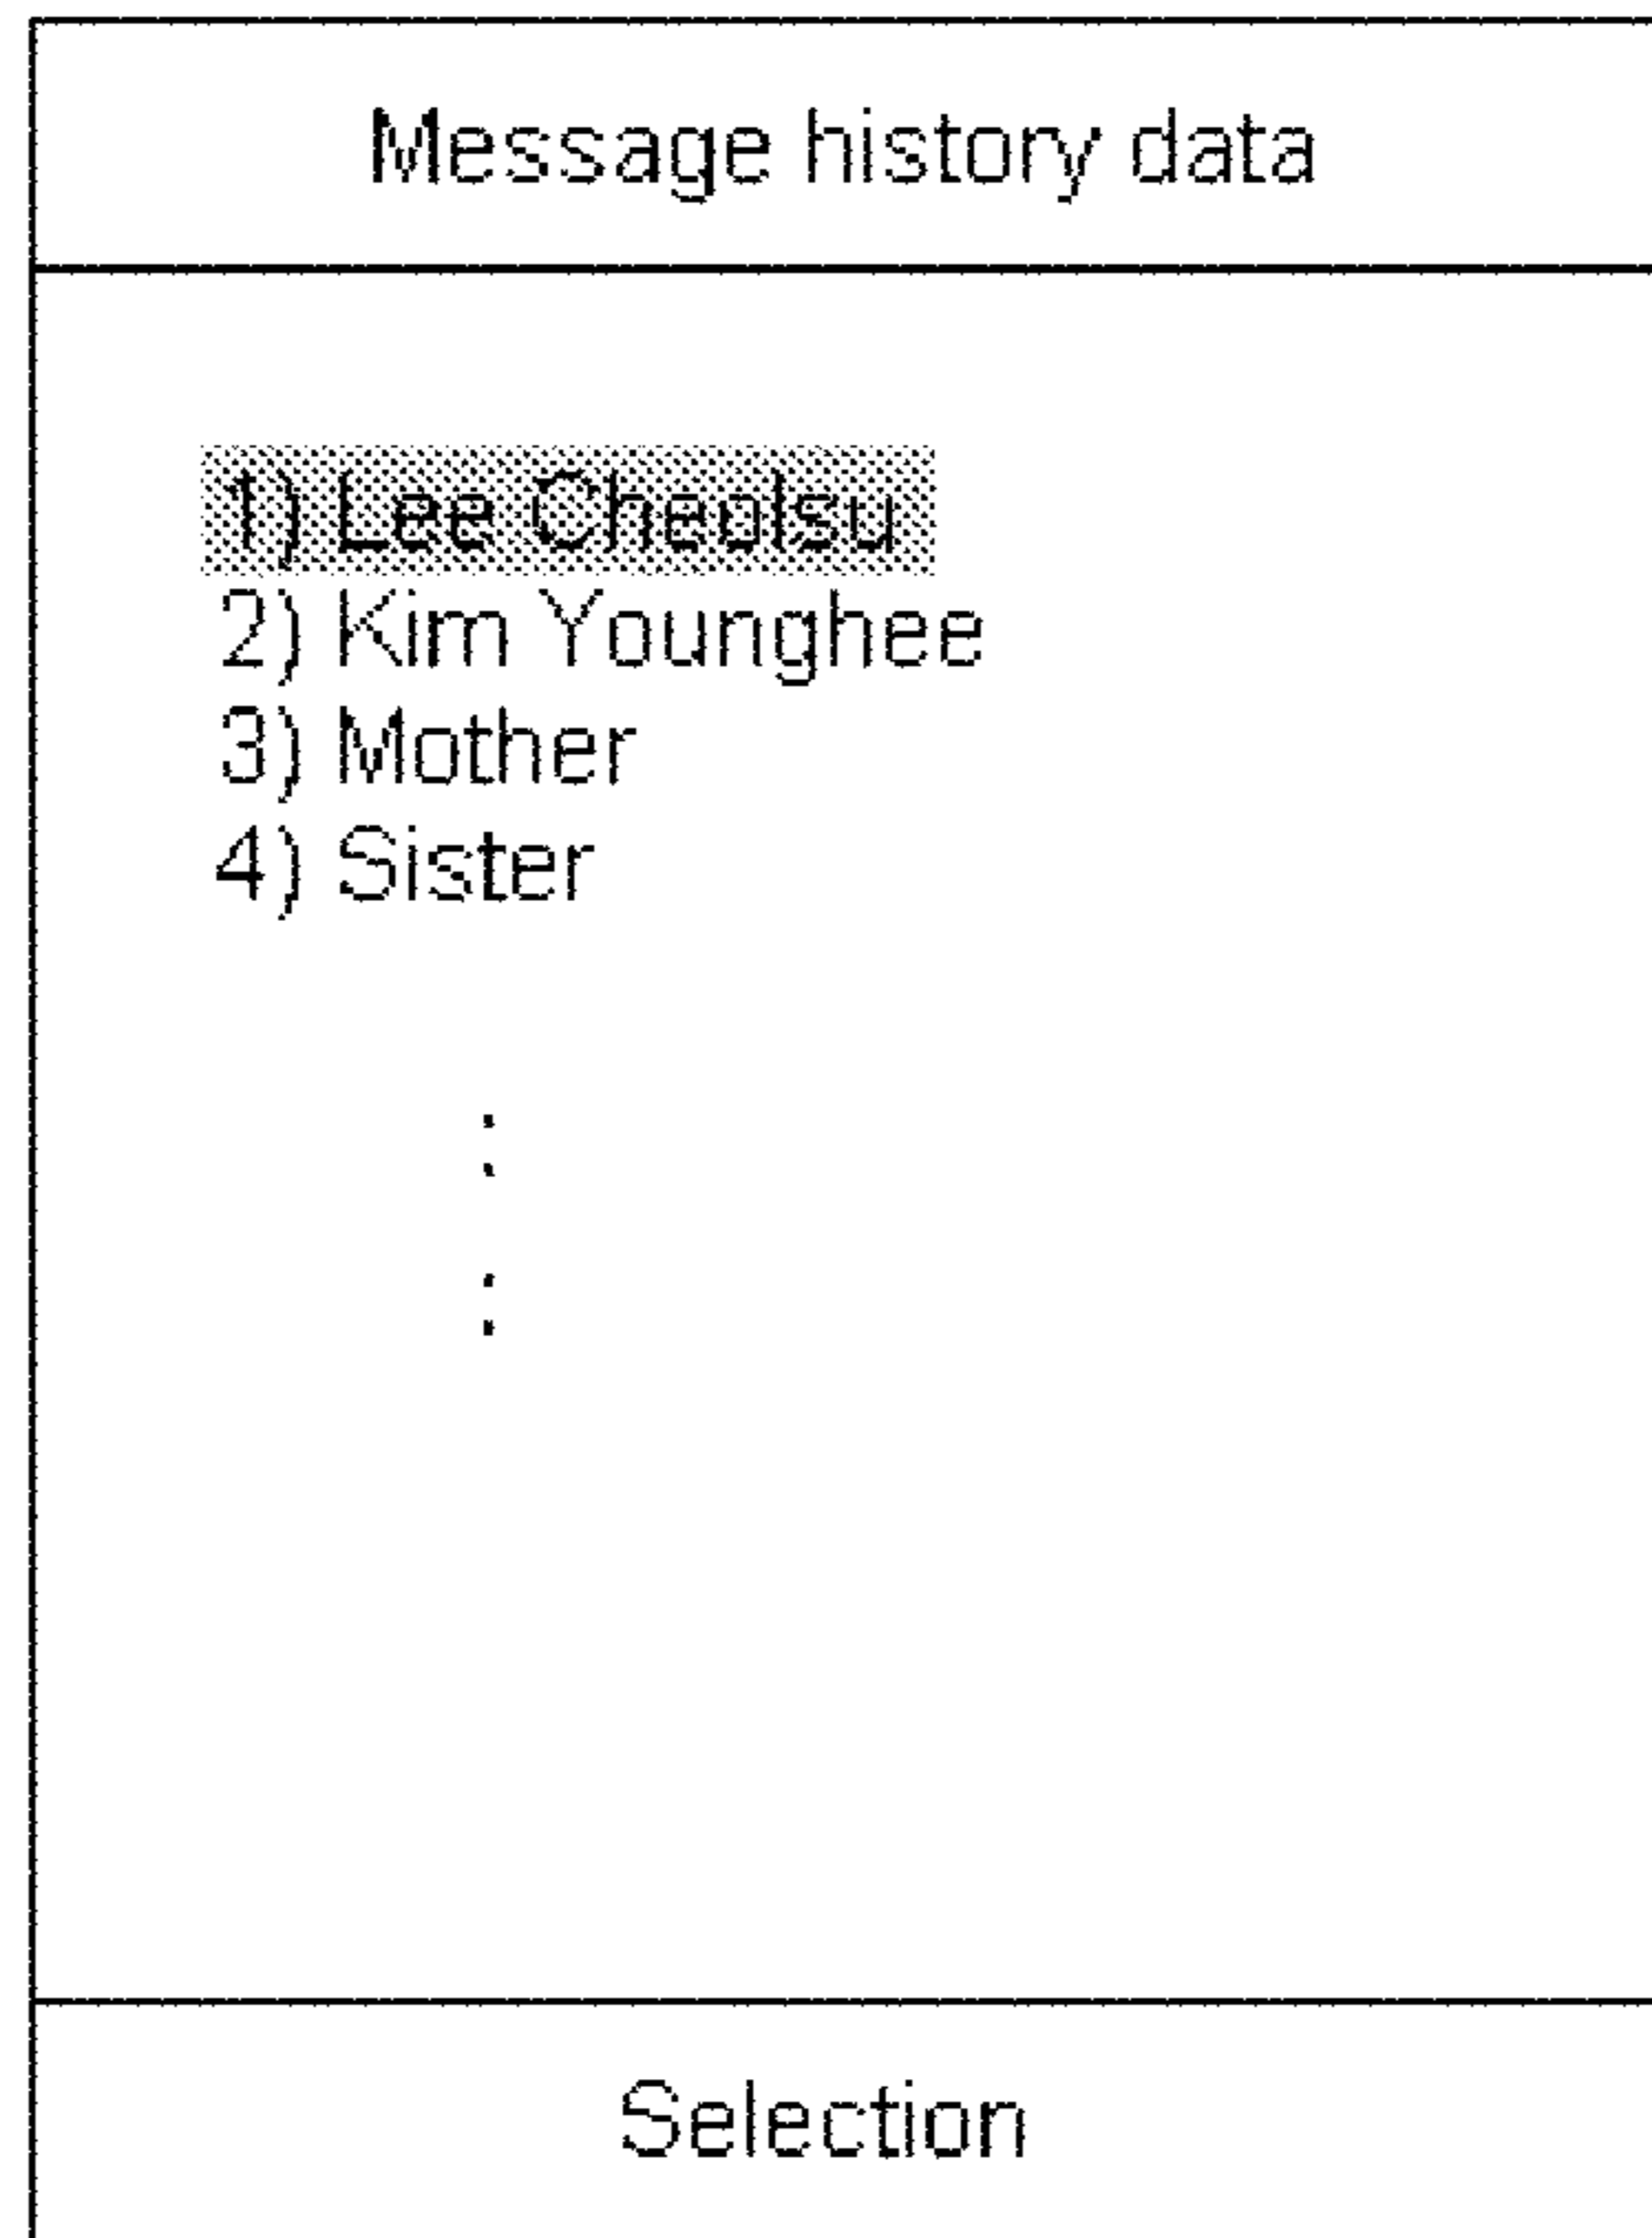 Message history data
1) Lee Cheolsu
2) Kim Younghee
3) Mother
4) Sister
:
:
Selection